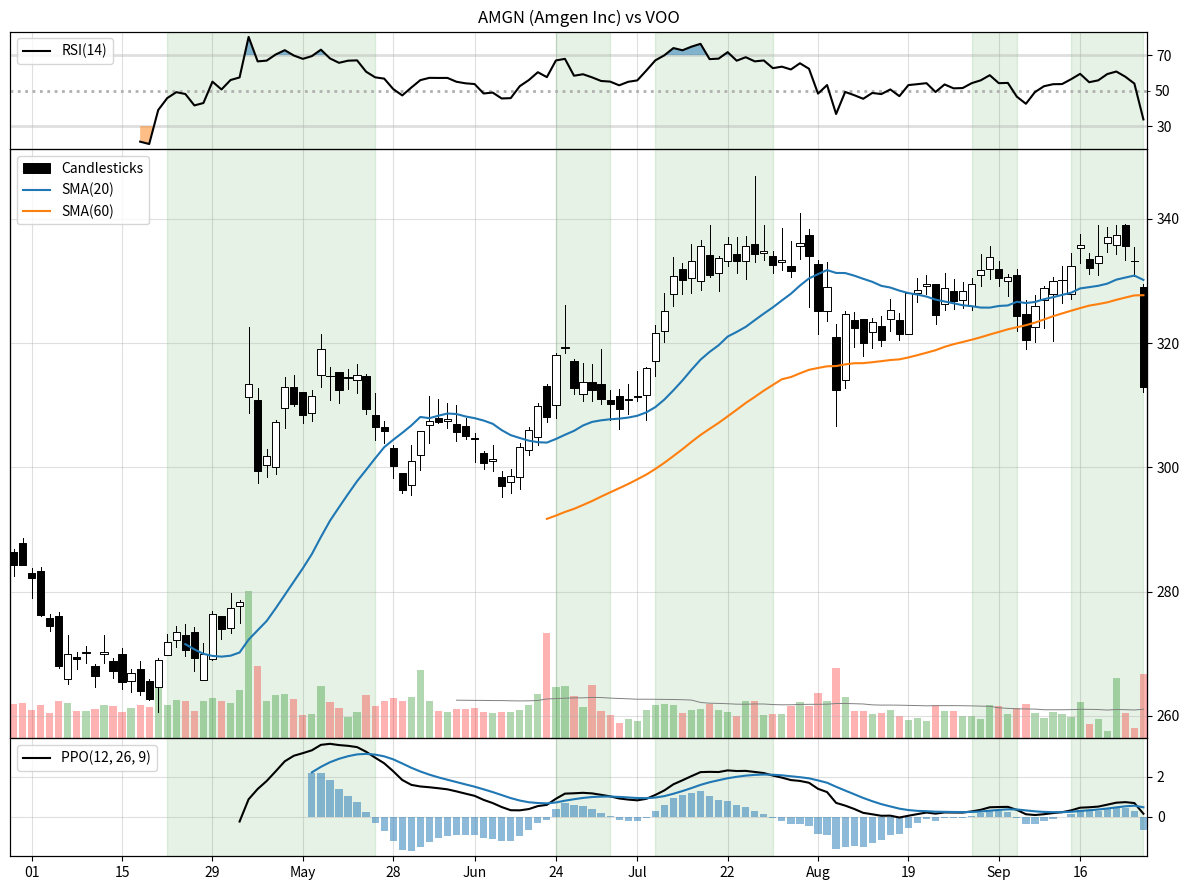 AMGN (Amgen Inc) vs VOO
RSI(14)
70
50
30
Candlesticks
SMA(20)
SMA(60)
340
320
300
280
260
PPO(12, 26, 9)
2
0
01 15 29 May 28 Jun 24 Jul 22 Aug 19 Sep 16